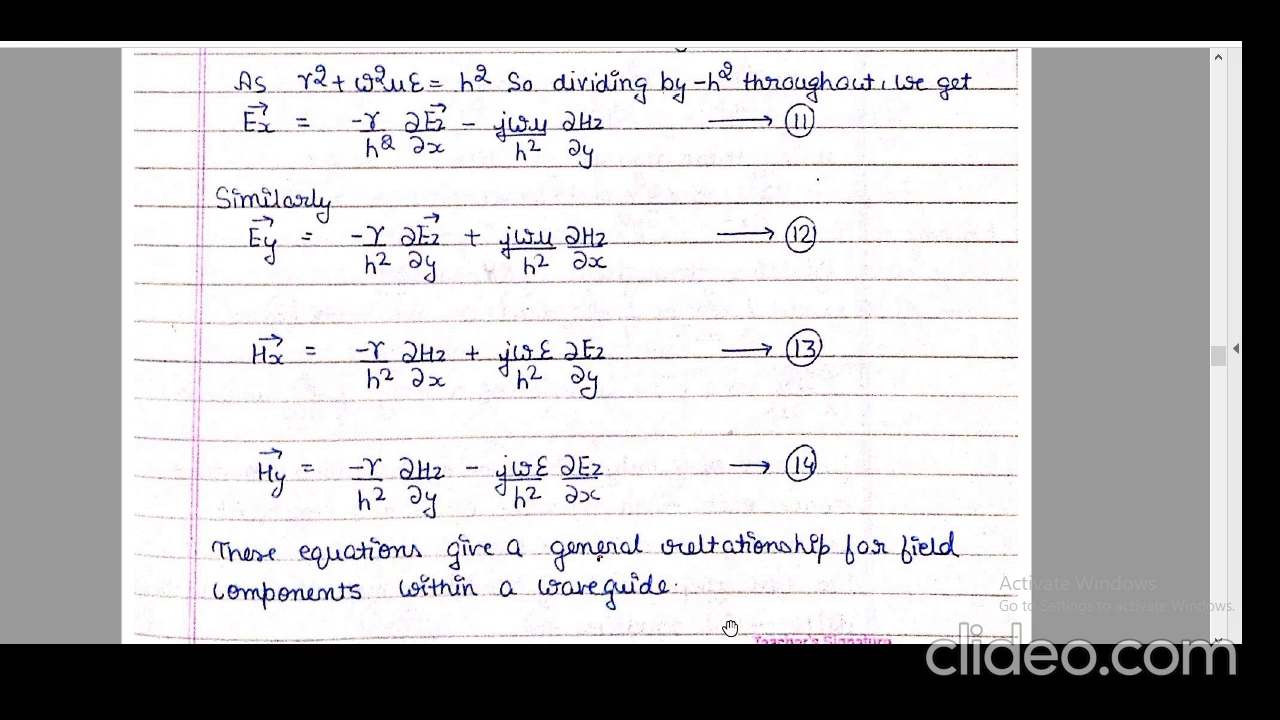 As γ2 + ω2με = h2 So dividing by -h2 throughout, we get
Ex = -γ/h2 ∂Ez/∂x - jωμ/h2 ∂Hz/∂y → 11
Similarly
Ey = -γ/h2 ∂Ez/∂y + jωμ/h2 ∂Hz/∂x → 12
Hx = -γ/h2 ∂Hz/∂x + jωε/h2 ∂Ez/∂y → 13
Hy = -γ/h2 ∂Hz/∂y - jωε/h2 ∂Ez/∂x → 14
These equations give a general reltationship for field
components within a waveguide.
Activate Windows
Go to Settings to activate Windows.
Teacher's Signature
clideo.com